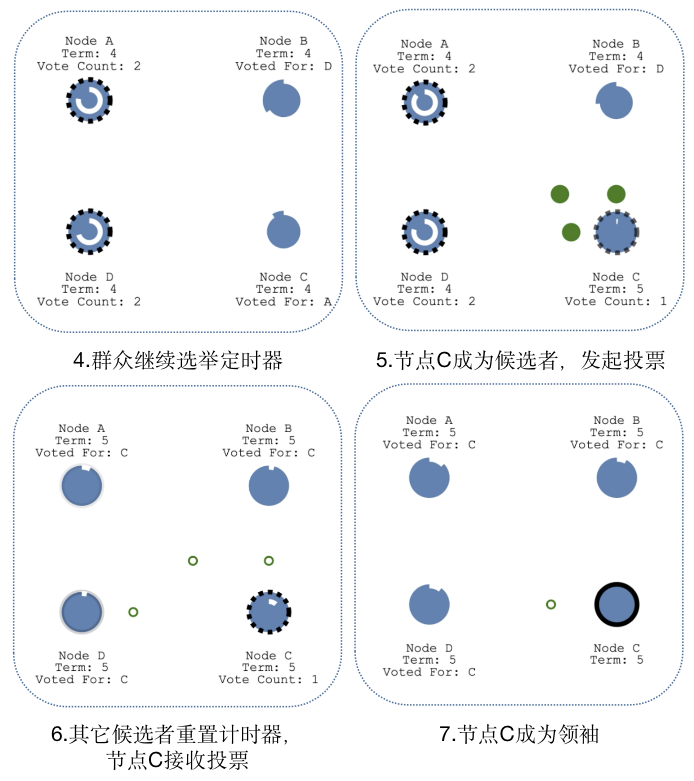 Node A
Term: 4
Vote Count: 2
Node B
Term: 4
Voted For: D
Node D
Term: 4
Vote Count: 2
Node C
Term: 4
Voted For: A
4.群众继续选举定时器
Node A
Term: 4
Vote Count: 2
Node B
Term: 4
Voted For: D
Node D
Term: 4
Vote Count: 2
Node C
Term: 5
Vote Count: 1
5.节点C成为候选者，发起投票
Node A
Term: 5
Voted For: C
Node B
Term: 5
Voted For: C
Node D
Term: 5
Voted For: C
Node C
Term: 5
Vote Count: 1
6.其它候选者重置计时器，
节点C接收投票
Node A
Term: 5
Voted For: C
Node B
Term: 5
Voted For: C
Node D
Term: 5
Voted For: C
Node C
Term: 5
7.节点C成为领袖